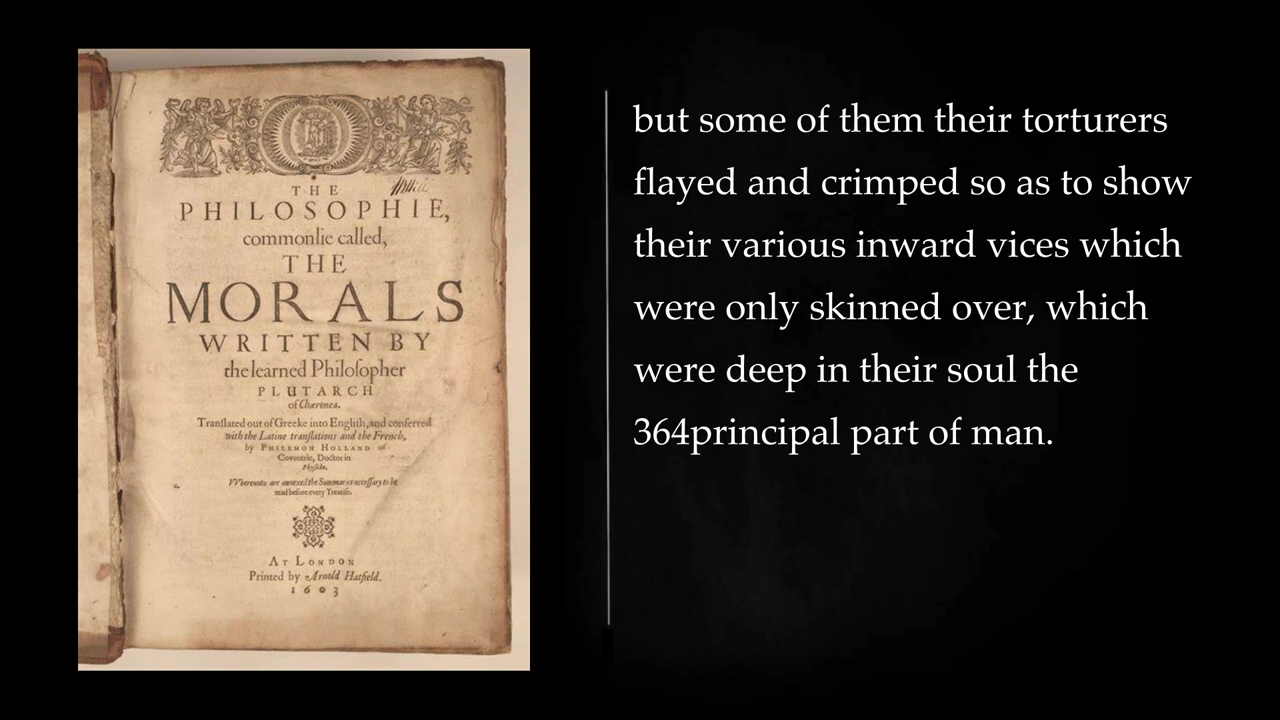 THE
PHILOSOPHIE,
commonlie called,
THE
MORALS
WRITTEN BY
the learned Philoſopher
PLUTARCH
of Chæronea.
Tranſlated out of Greeke into Engliſh, and conferred
with the Latine tranſlations and the French,
by PHILEMON HOLLAND of
Coventrie, Doctor in
Phyſicke.
VVhereunto are annexed the Summaries neceſſary to be
read before every Treatiſe.
AT LONDON
Printed by Arnold Hatfield.
1603
but some of them their torturers
flayed and crimped so as to show
their various inward vices which
were only skinned over, which
were deep in their soul the
364principal part of man.